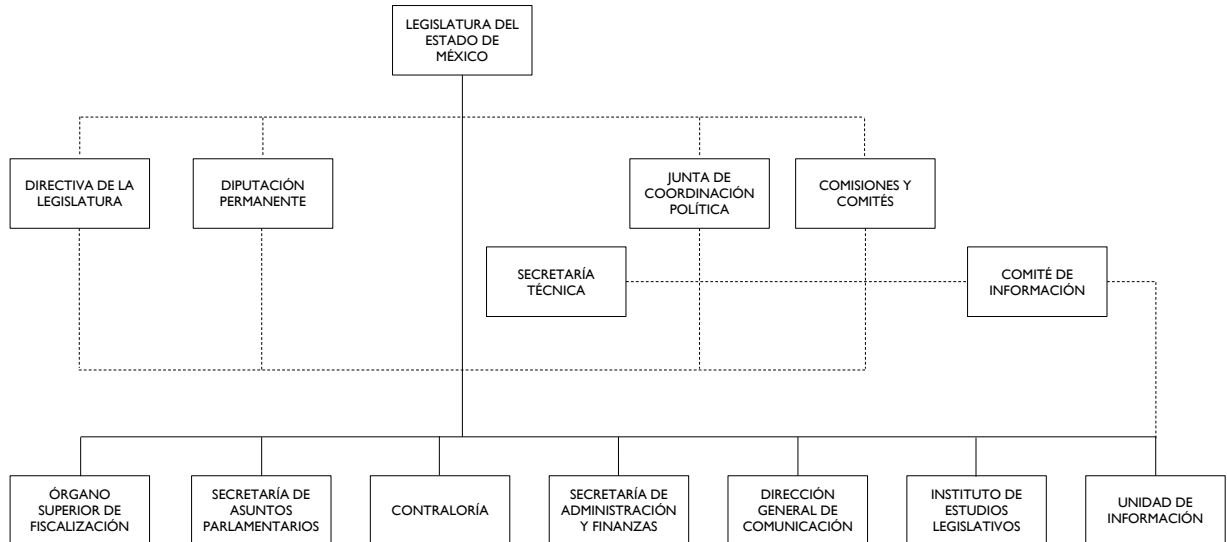 LEGISLATURA DEL
ESTADO DE
MÉXICO
DIRECTIVA DE LA
LEGISLATURA
DIPUTACIÓN
PERMANENTE
JUNTA DE
COORDINACIÓN
POLÍTICA
COMISIONES Y
COMITÉS
SECRETARÍA
TÉCNICA
COMITÉ DE
INFORMACIÓN
ÓRGANO
SUPERIOR DE
FISCALIZACIÓN
SECRETARÍA DE
ASUNTOS
PARLAMENTARIOS
CONTRALORÍA
SECRETARÍA DE
ADMINISTRACIÓN
Y FINANZAS
DIRECCIÓN
GENERAL DE
COMUNICACIÓN
INSTITUTO DE
ESTUDIOS
LEGISLATIVOS
UNIDAD DE
INFORMACIÓN